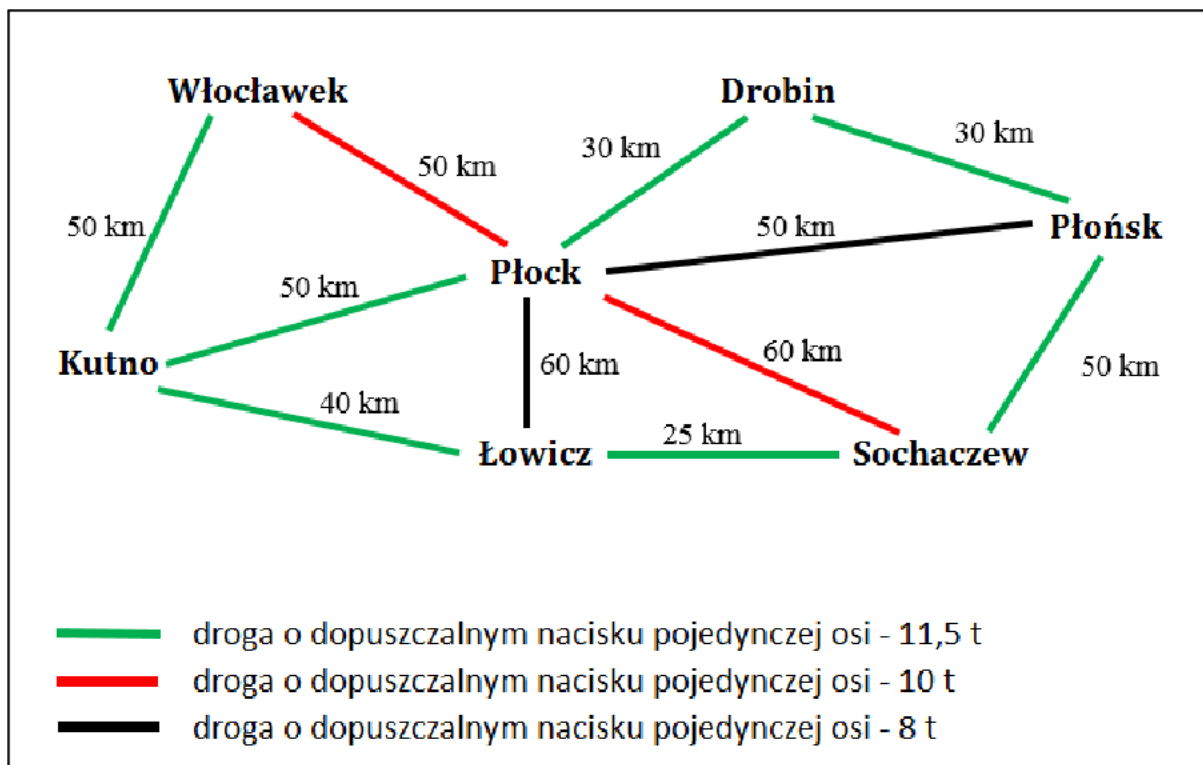 Włocławek
Drobin
50 km
30 km
30 km
50 km
Płońsk
50 km
Płock
50 km
Kutno
60 km
60 km
50 km
40 km
Łowicz
25 km
Sochaczew
droga o dopuszczalnym nacisku pojedynczej osi - 11,5 t
droga o dopuszczalnym nacisku pojedynczej osi - 10 t
droga o dopuszczalnym nacisku pojedynczej osi - 8 t